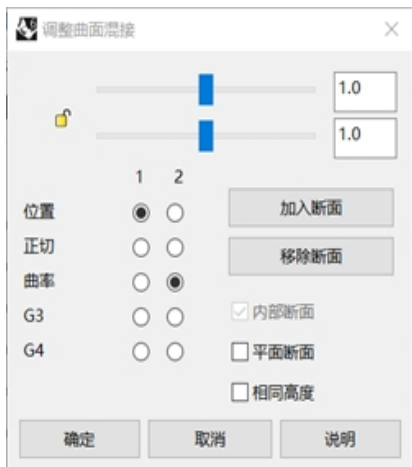 调整曲面混接
1.0
1.0
1 2
位置
正切
曲率
G3
G4
加入断面
移除断面
内部断面
平面断面
相同高度
确定 取消 说明